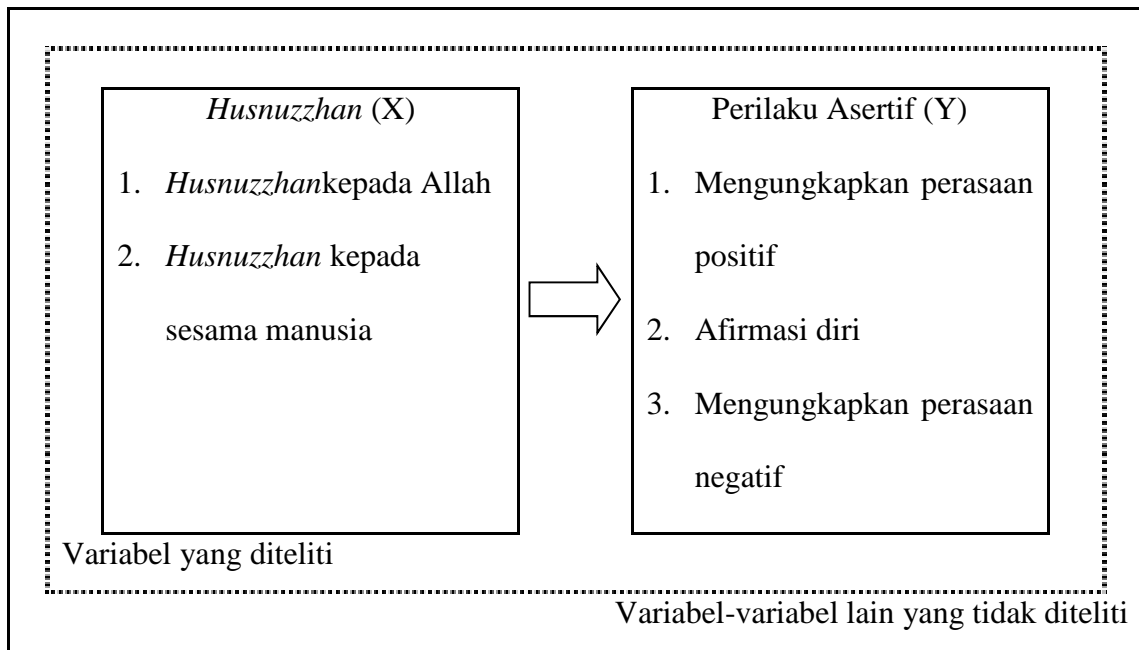 Husnuzzhan (X)
1. Husnuzzhankepada Allah
2. Husnuzzhan kepada
sesama manusia
Perilaku Asertif (Y)
1. Mengungkapkan perasaan
positif
2. Afirmasi diri
3. Mengungkapkan perasaan
negatif
Variabel yang diteliti
Variabel-variabel lain yang tidak diteliti